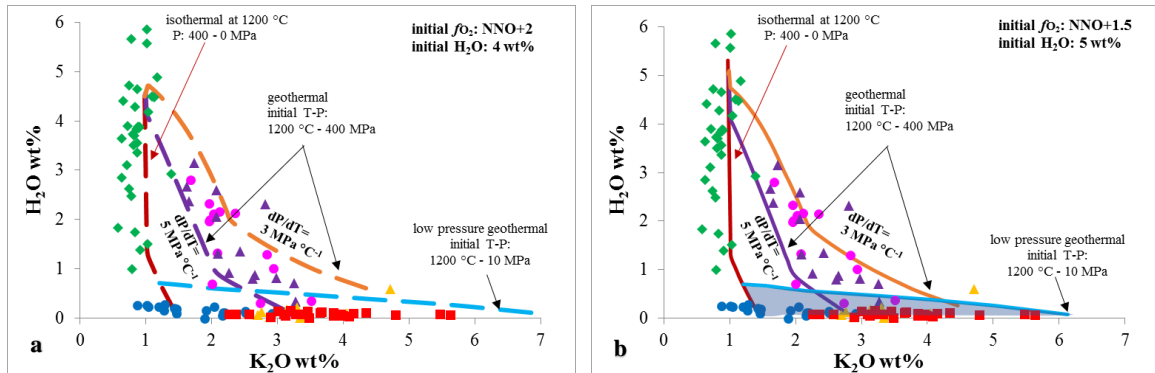 isothermal at 1200 °C
P: 400 - 0 MPa
initial fO₂: NNO+2
initial H₂O: 4 wt%
geothermal
initial T-P:
1200 °C - 400 MPa
dP/dT=
5 MPa °C⁻¹
dP/dT=
3 MPa °C⁻¹
low pressure geothermal
initial T-P:
1200 °C - 10 MPa
H₂O wt%
6
5
4
3
2
1
0
0 1 2 3 4 5 6 7
K₂O wt%
a
isothermal at 1200 °C
P: 400 - 0 MPa
initial fO₂: NNO+1.5
initial H₂O: 5 wt%
geothermal
initial T-P:
1200 °C - 400 MPa
dP/dT=
5 MPa °C⁻¹
dP/dT=
3 MPa °C⁻¹
low pressure geothermal
initial T-P:
1200 °C - 10 MPa
H₂O wt%
6
5
4
3
2
1
0
0 1 2 3 4 5 6 7
K₂O wt%
b